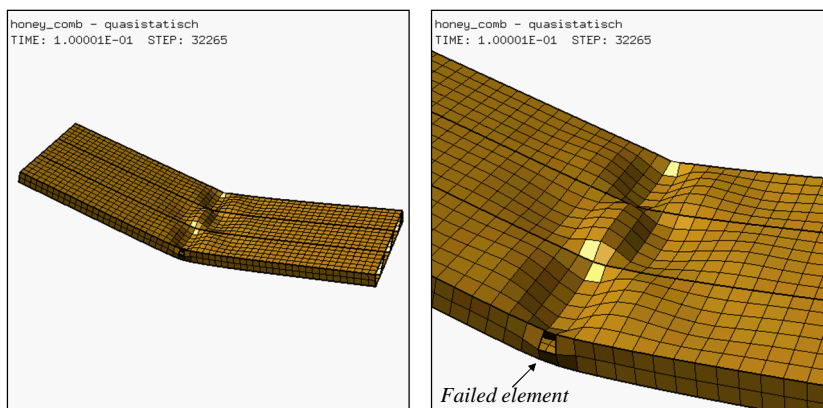 honey_comb - quasistatisch
TIME: 1.00001E-01 STEP: 32265
honey_comb - quasistatisch
TIME: 1.00001E-01 STEP: 32265
Failed element